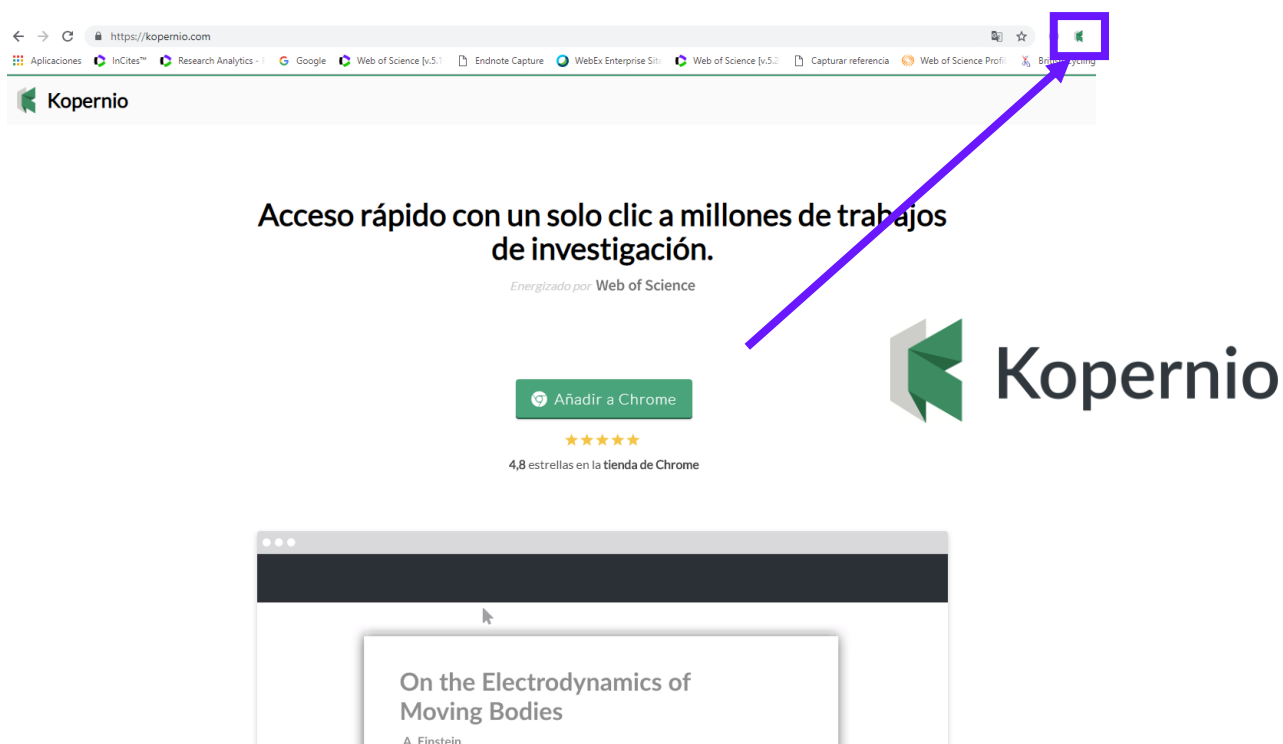 https://kopernio.com
Aplicaciones InCites™ Research Analytics - Google Web of Science [v.5.1 Endnote Capture WebEx Enterprise Site Web of Science [v.5.2 Capturar referencia Web of Science Profil
Kopernio
Acceso rápido con un solo clic a millones de trabajos
de investigación.
Energizado por Web of Science
Kopernio
Añadir a Chrome
4,8 estrellas en la tienda de Chrome
On the Electrodynamics of
Moving Bodies
A. Einstein